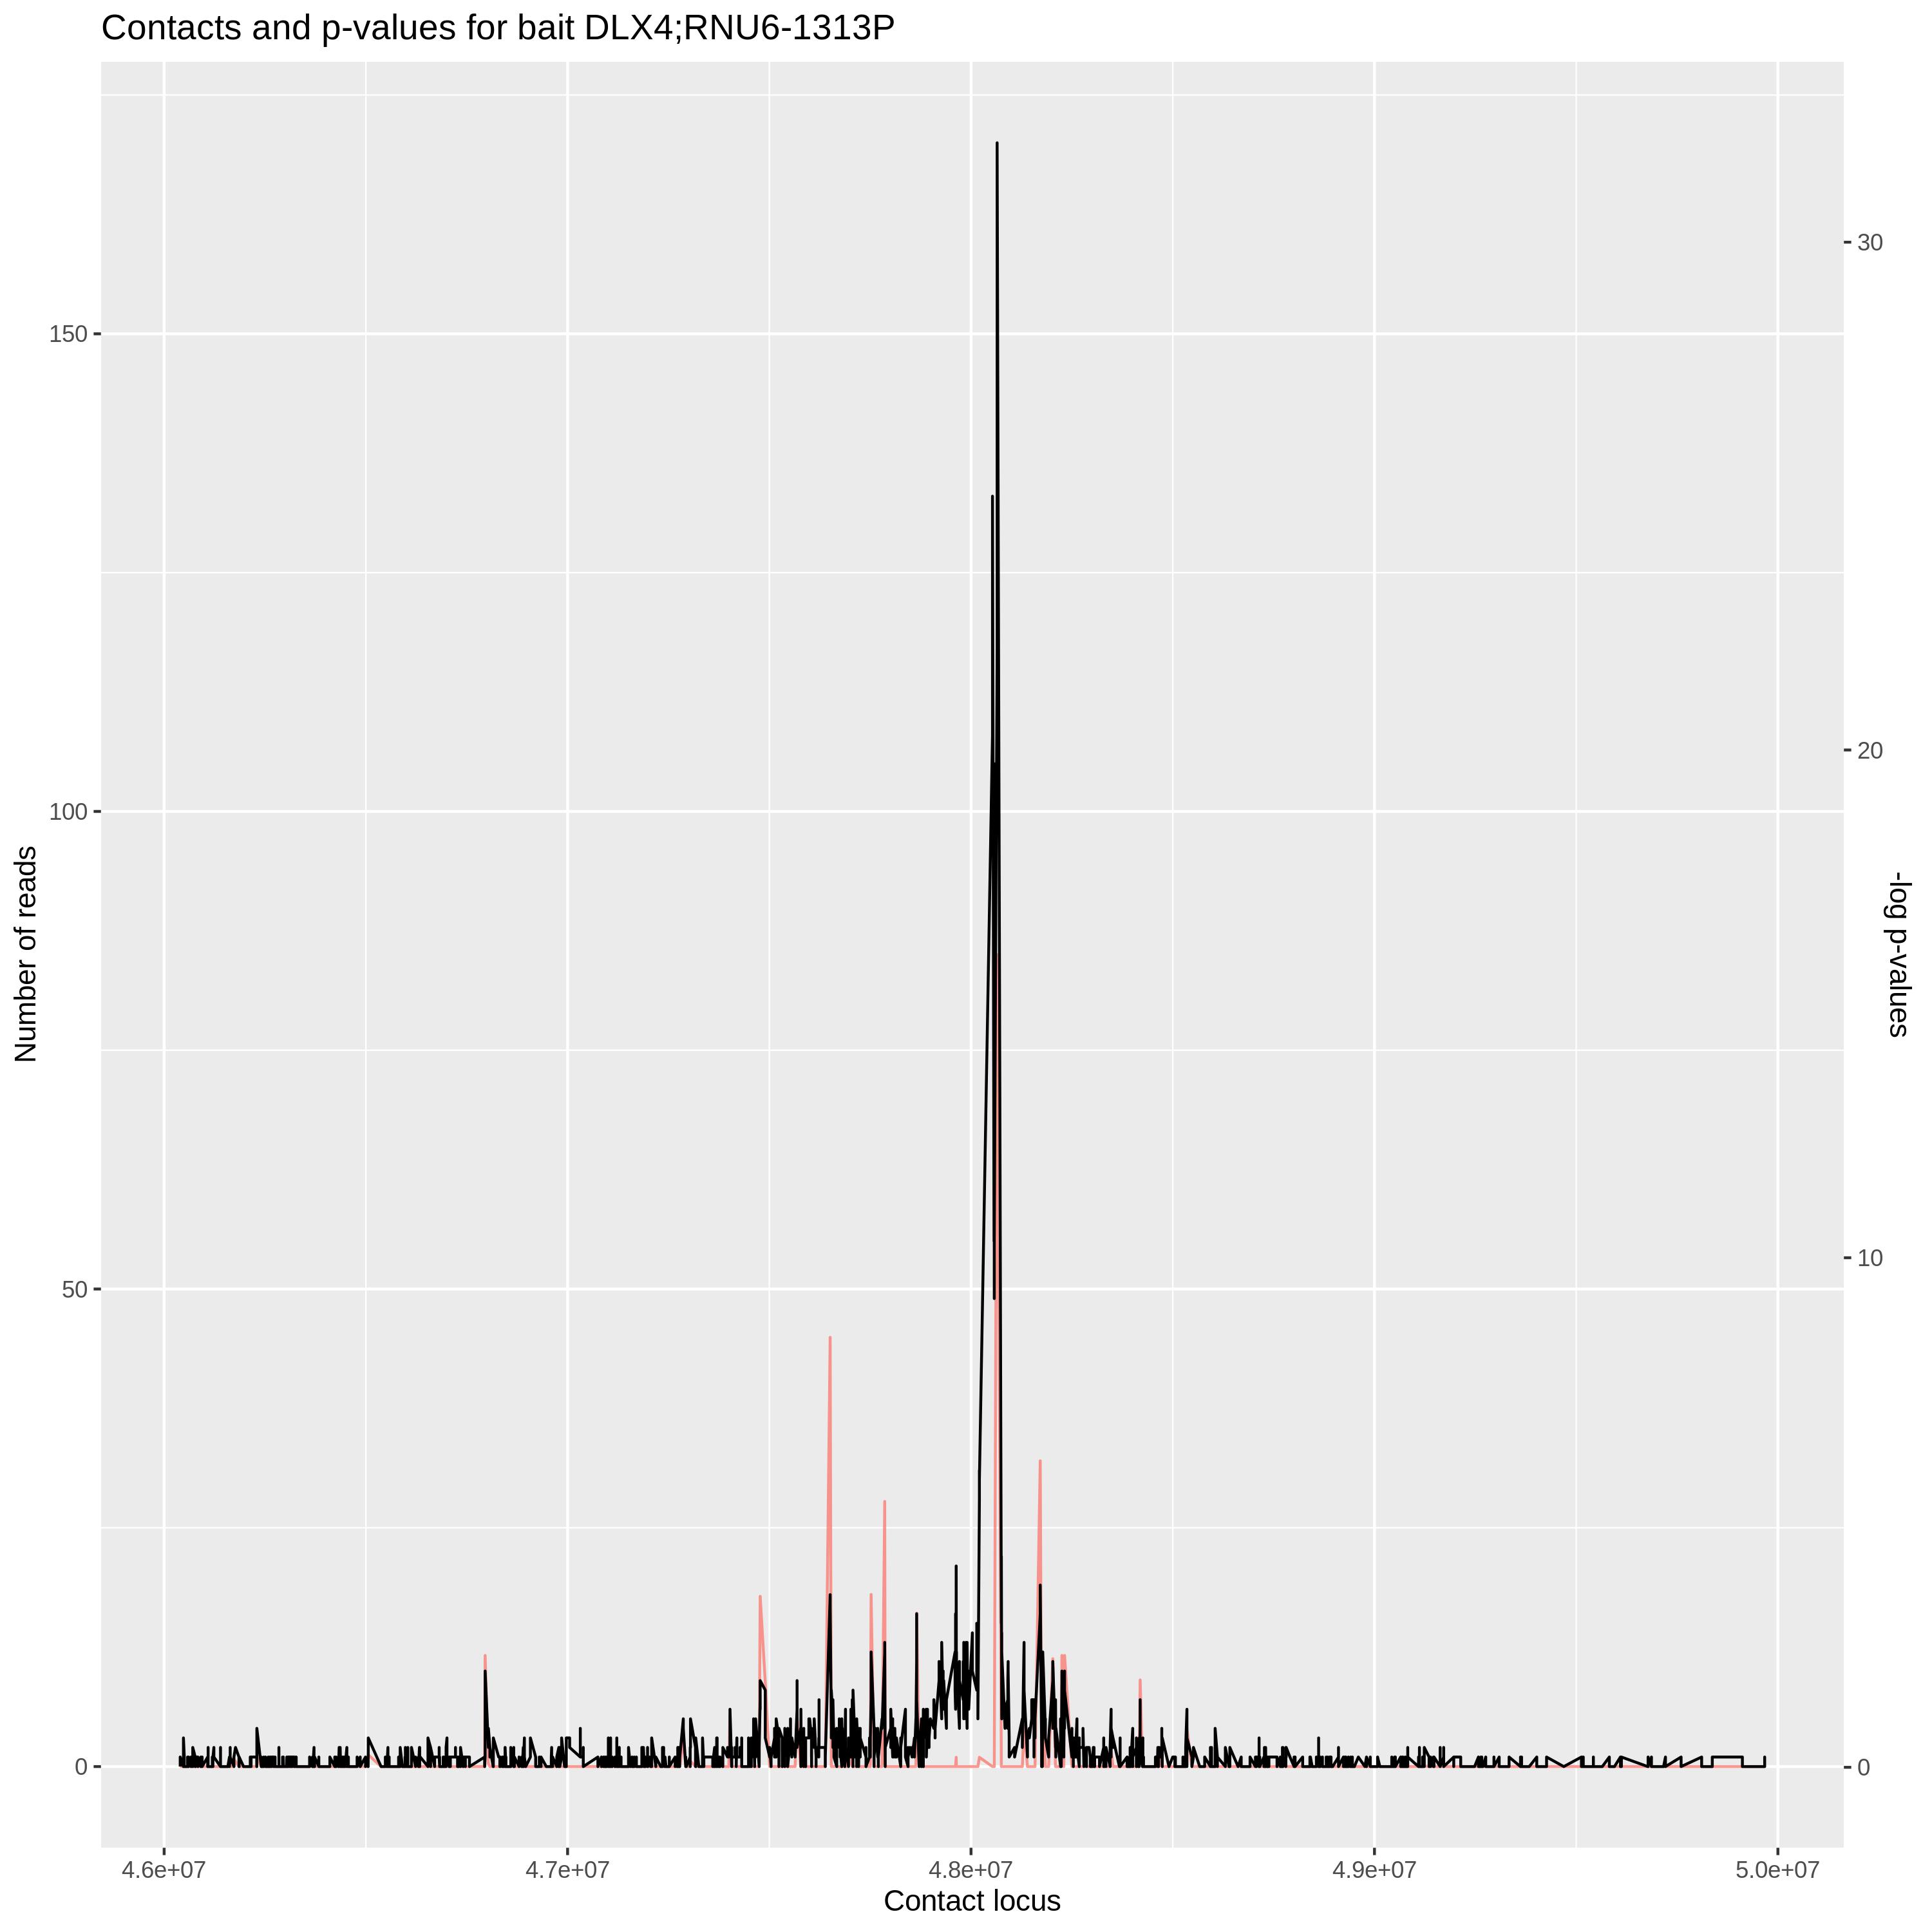 Contacts and p-values for bait DLX4;RNU6-1313P
Number of reads
150
100
50
0
30
20
10
0
-log p-values
4.6e+07 4.7e+07 4.8e+07 4.9e+07 5.0e+07
Contact locus